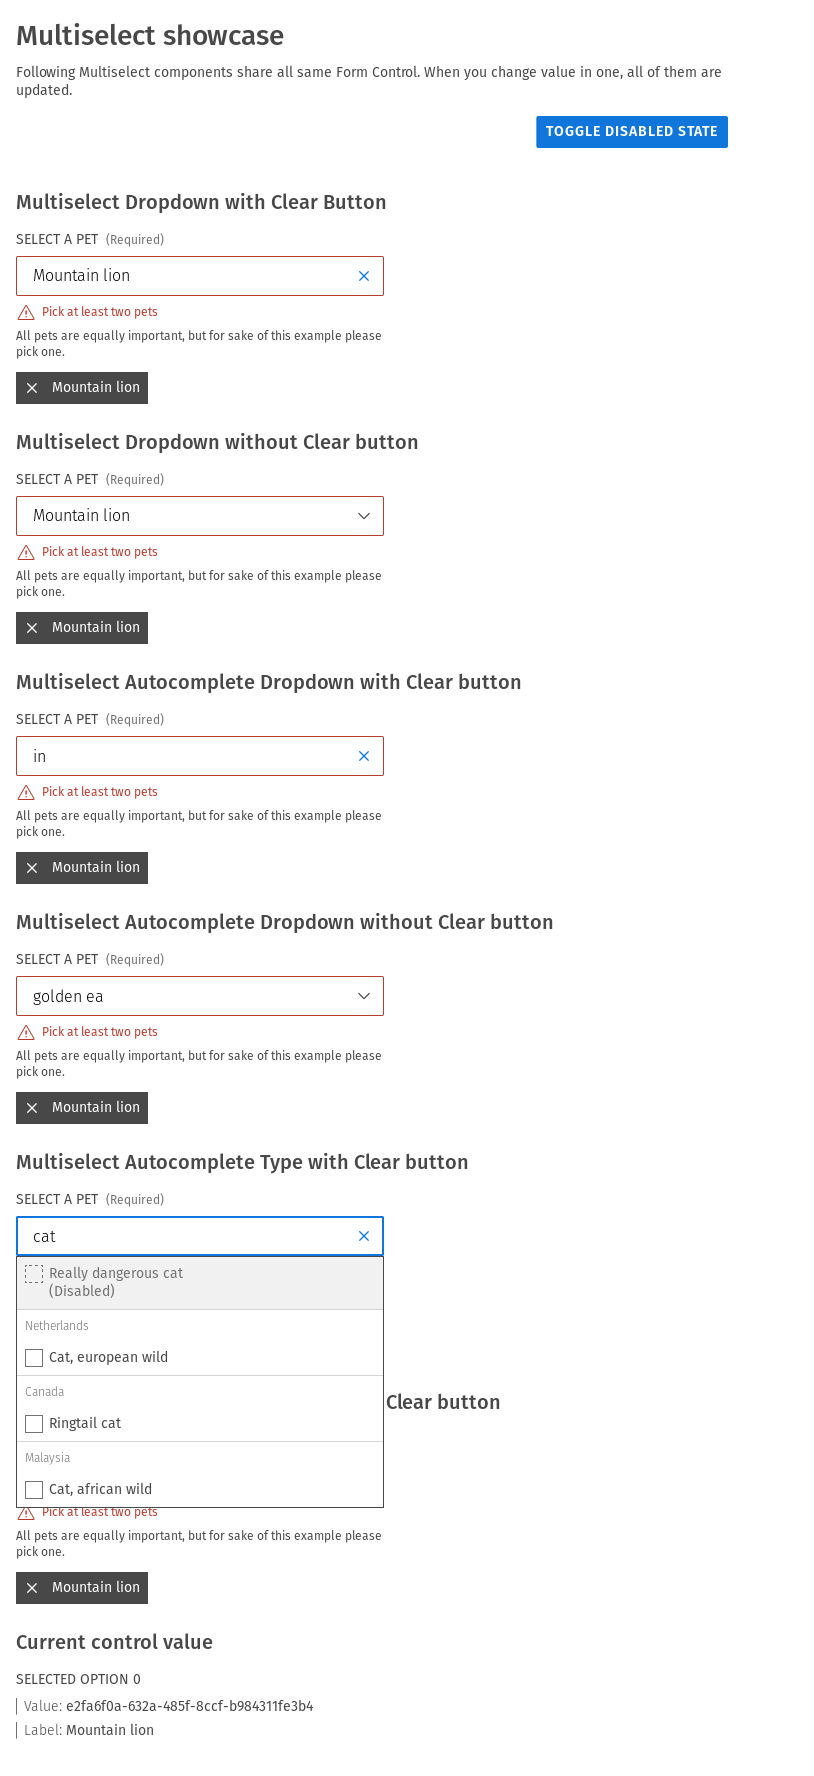 Multiselect showcase
Following Multiselect components share all same Form Control. When you change value in one, all of them are
updated.
TOGGLE DISABLED STATE
Multiselect Dropdown with Clear Button
SELECT A PET (Required)
Mountain lion
Pick at least two pets
All pets are equally important, but for sake of this example please
pick one.
Mountain lion
Multiselect Dropdown without Clear button
SELECT A PET (Required)
Mountain lion
Pick at least two pets
All pets are equally important, but for sake of this example please
pick one.
Mountain lion
Multiselect Autocomplete Dropdown with Clear button
SELECT A PET (Required)
in
Pick at least two pets
All pets are equally important, but for sake of this example please
pick one.
Mountain lion
Multiselect Autocomplete Dropdown without Clear button
SELECT A PET (Required)
golden ea
Pick at least two pets
All pets are equally important, but for sake of this example please
pick one.
Mountain lion
Multiselect Autocomplete Type with Clear button
SELECT A PET (Required)
cat
Really dangerous cat
(Disabled)
Netherlands
Cat, european wild
Canada
Clear button
Ringtail cat
Malaysia
Cat, african wild
Pick at least two pets
All pets are equally important, but for sake of this example please
pick one.
Mountain lion
Current control value
SELECTED OPTION 0
Value: e2fa6f0a-632a-485f-8ccf-b984311fe3b4
Label: Mountain lion